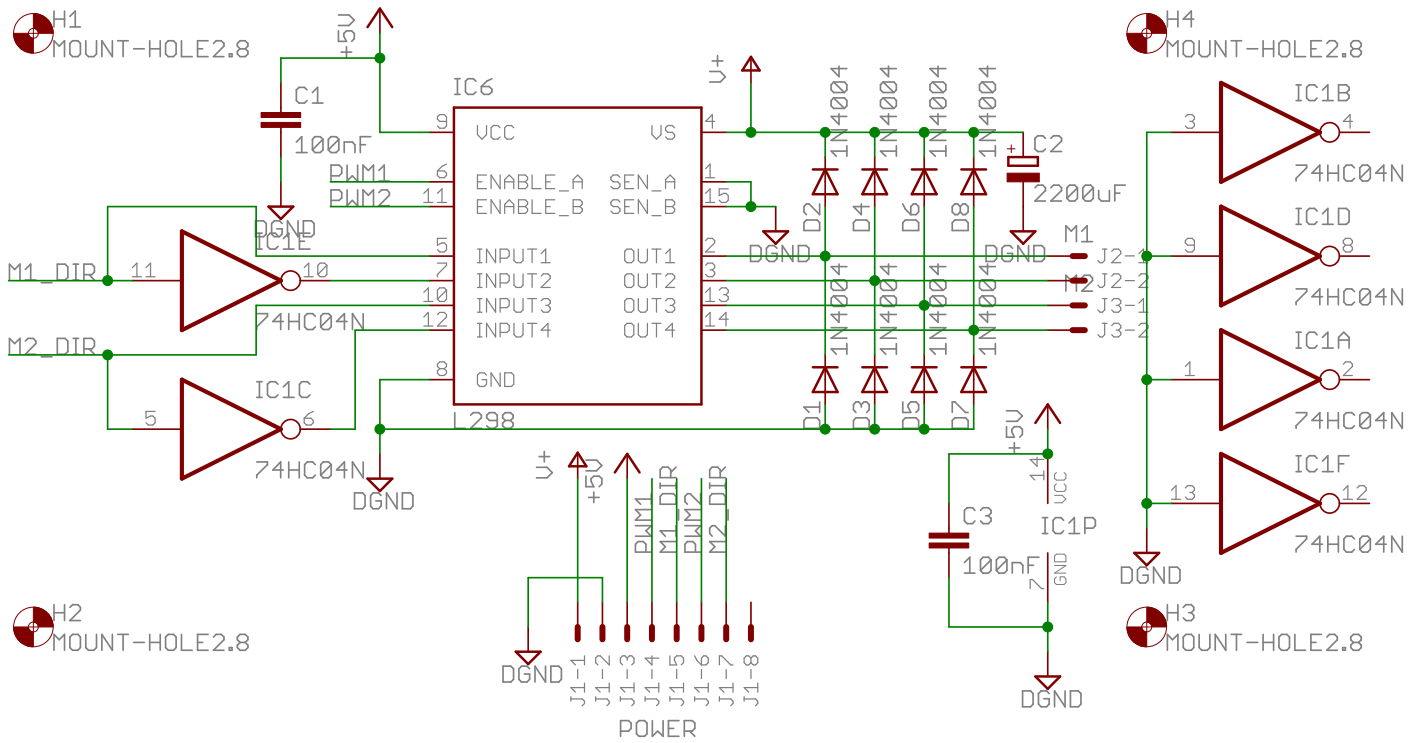 H1
MOUNT-HOLE2.8
+5V
C1
100nF
DGND
PWM1
PWM2
IC6
9 VCC
6 ENABLE_A
11 ENABLE_B
5 INPUT1
7 INPUT2
10 INPUT3
12 INPUT4
8 GND
VS 4
SEN_A 1
SEN_B 15
OUT1 2
OUT2 3
OUT3 13
OUT4 14
L298
M1_DIR
11
IC1E
10
74HC04N
M2_DIR
5
IC1C
6
74HC04N
DGND
V+
1N4004
1N4004
1N4004
1N4004
D2
D4
D6
D8
DGND
+
C2
2200uF
DGND
M1
J2-1
J2-2
M2
J3-1
J3-2
1N4004
1N4004
1N4004
1N4004
D1
D3
D5
D7
H4
MOUNT-HOLE2.8
3
IC1B
4
74HC04N
9
IC1D
8
74HC04N
1
IC1A
2
74HC04N
13
IC1F
12
74HC04N
DGND
+5V
14
VCC
IC1P
C3
100nF
7
GND
DGND
V+
+5V
PWM1
M1_DIR
PWM2
M2_DIR
DGND
J1-1
J1-2
J1-3
J1-4
J1-5
J1-6
J1-7
J1-8
POWER
H2
MOUNT-HOLE2.8
H3
MOUNT-HOLE2.8